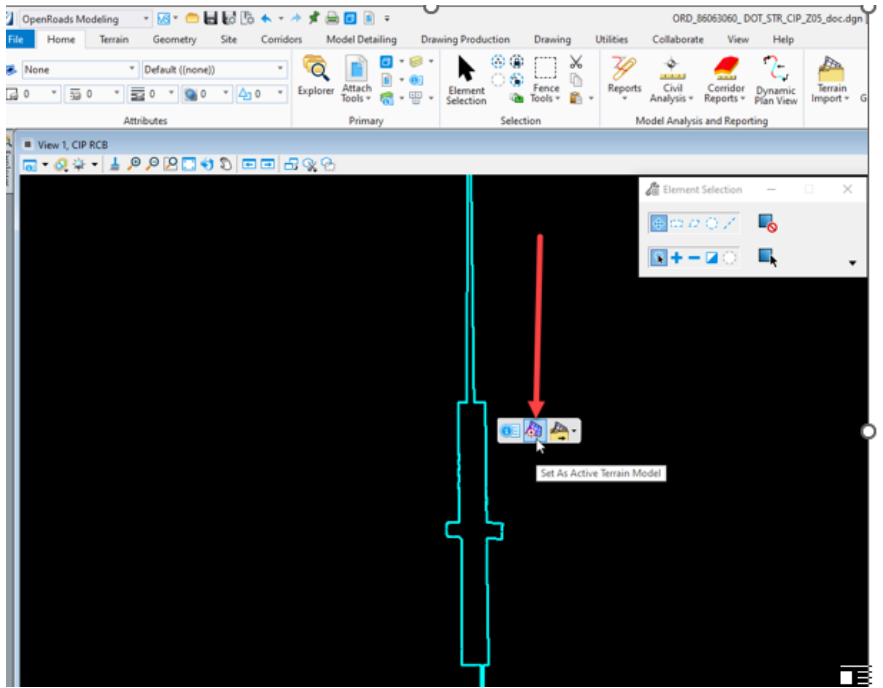 OpenRoads Modeling
ORD_86063060_ DOT_STR_CIP_Z05_doc.dgn
File Home Terrain Geometry Site Corridors Model Detailing Drawing Production Drawing Utilities Collaborate View Help
None Default ((none))
0 0 0 0 0
Explorer
Attach
Tools
Element
Selection
Fence
Tools
Reports
Civil
Analysis
Corridor
Reports
Dynamic
Plan View
Terrain
Import
G
Attributes Primary Selection Model Analysis and Reporting
View 1, CIP RCB
Element Selection
Set As Active Terrain Model